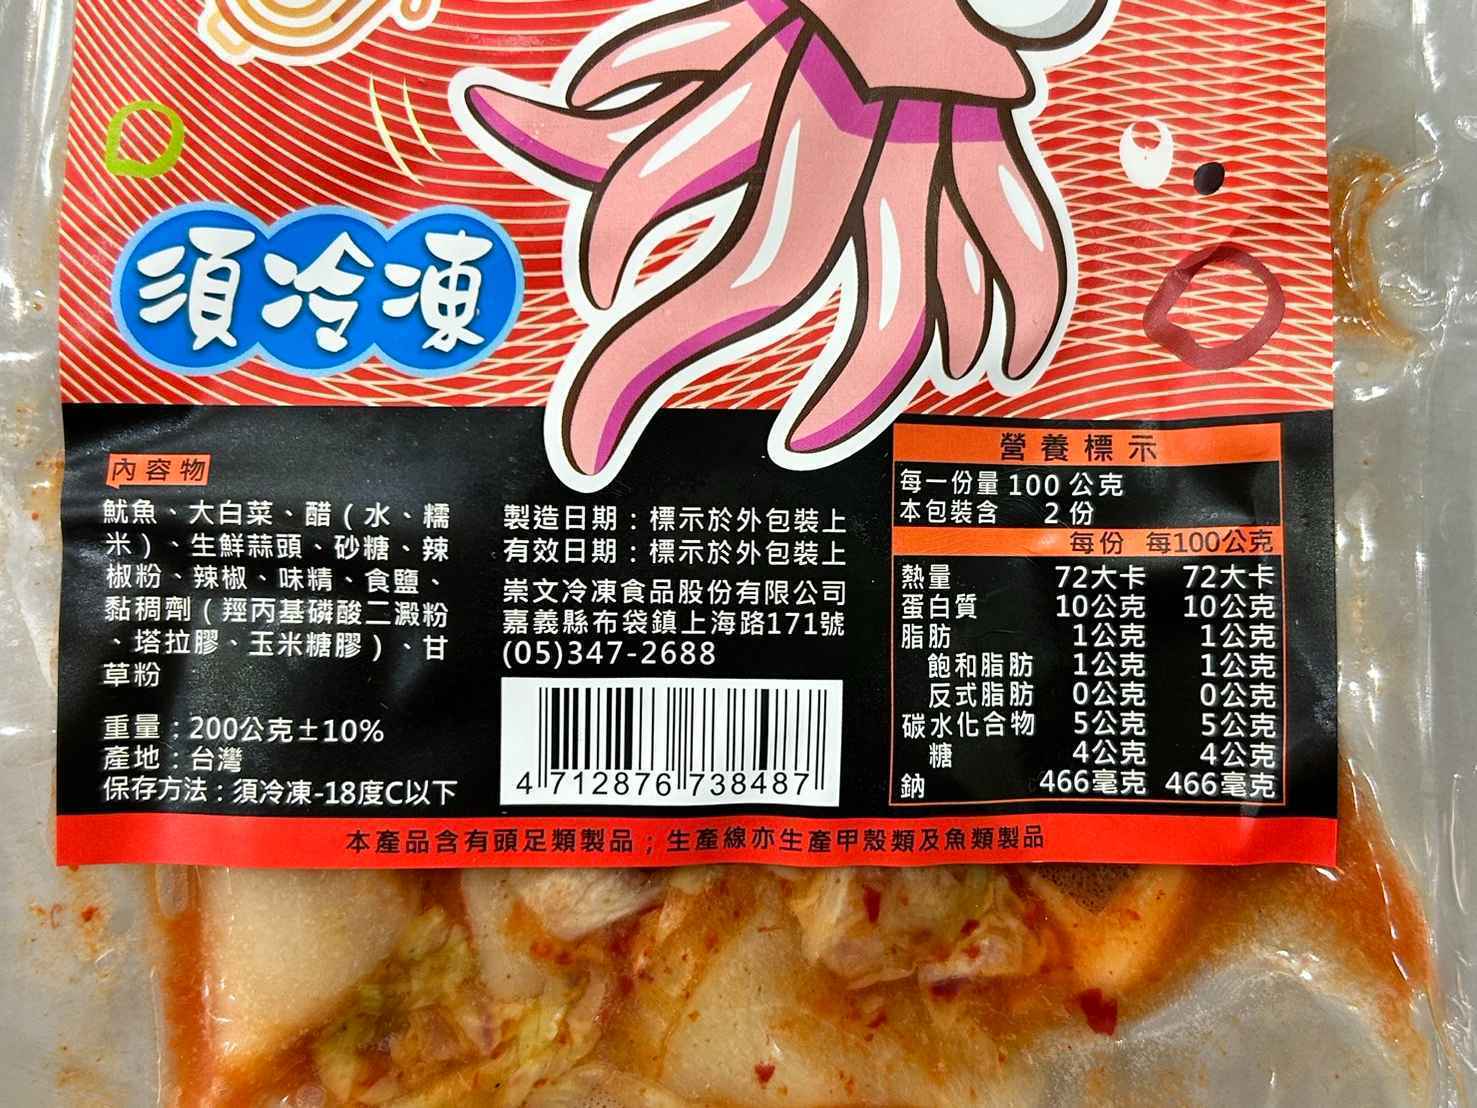 須冷凍
內容物
魷魚、大白菜、醋(水、糯
米)、生鮮蒜頭、砂糖、辣
椒粉、辣椒、味精、食鹽、
黏稠劑(羥丙基磷酸二澱粉
、塔拉膠、玉米糖膠)、甘
草粉
重量:200公克±10%
產地:台灣
保存方法:須冷凍-18度C以下
製造日期:標示於外包裝上
有效日期:標示於外包裝上
崇文冷凍食品股份有限公司
嘉義縣布袋鎮上海路171號
(05)347-2688
4 712876 738487
營養標示
每一份量 100 公克
本包裝含 2 份
每份 每100公克
熱量 72大卡 72大卡
蛋白質 10公克 10公克
脂肪 1公克 1公克
飽和脂肪 1公克 1公克
反式脂肪 0公克 0公克
碳水化合物 5公克 5公克
糖 4公克 4公克
鈉 466毫克 466毫克
本產品含有頭足類製品;生產線亦生產甲殼類及魚類製品